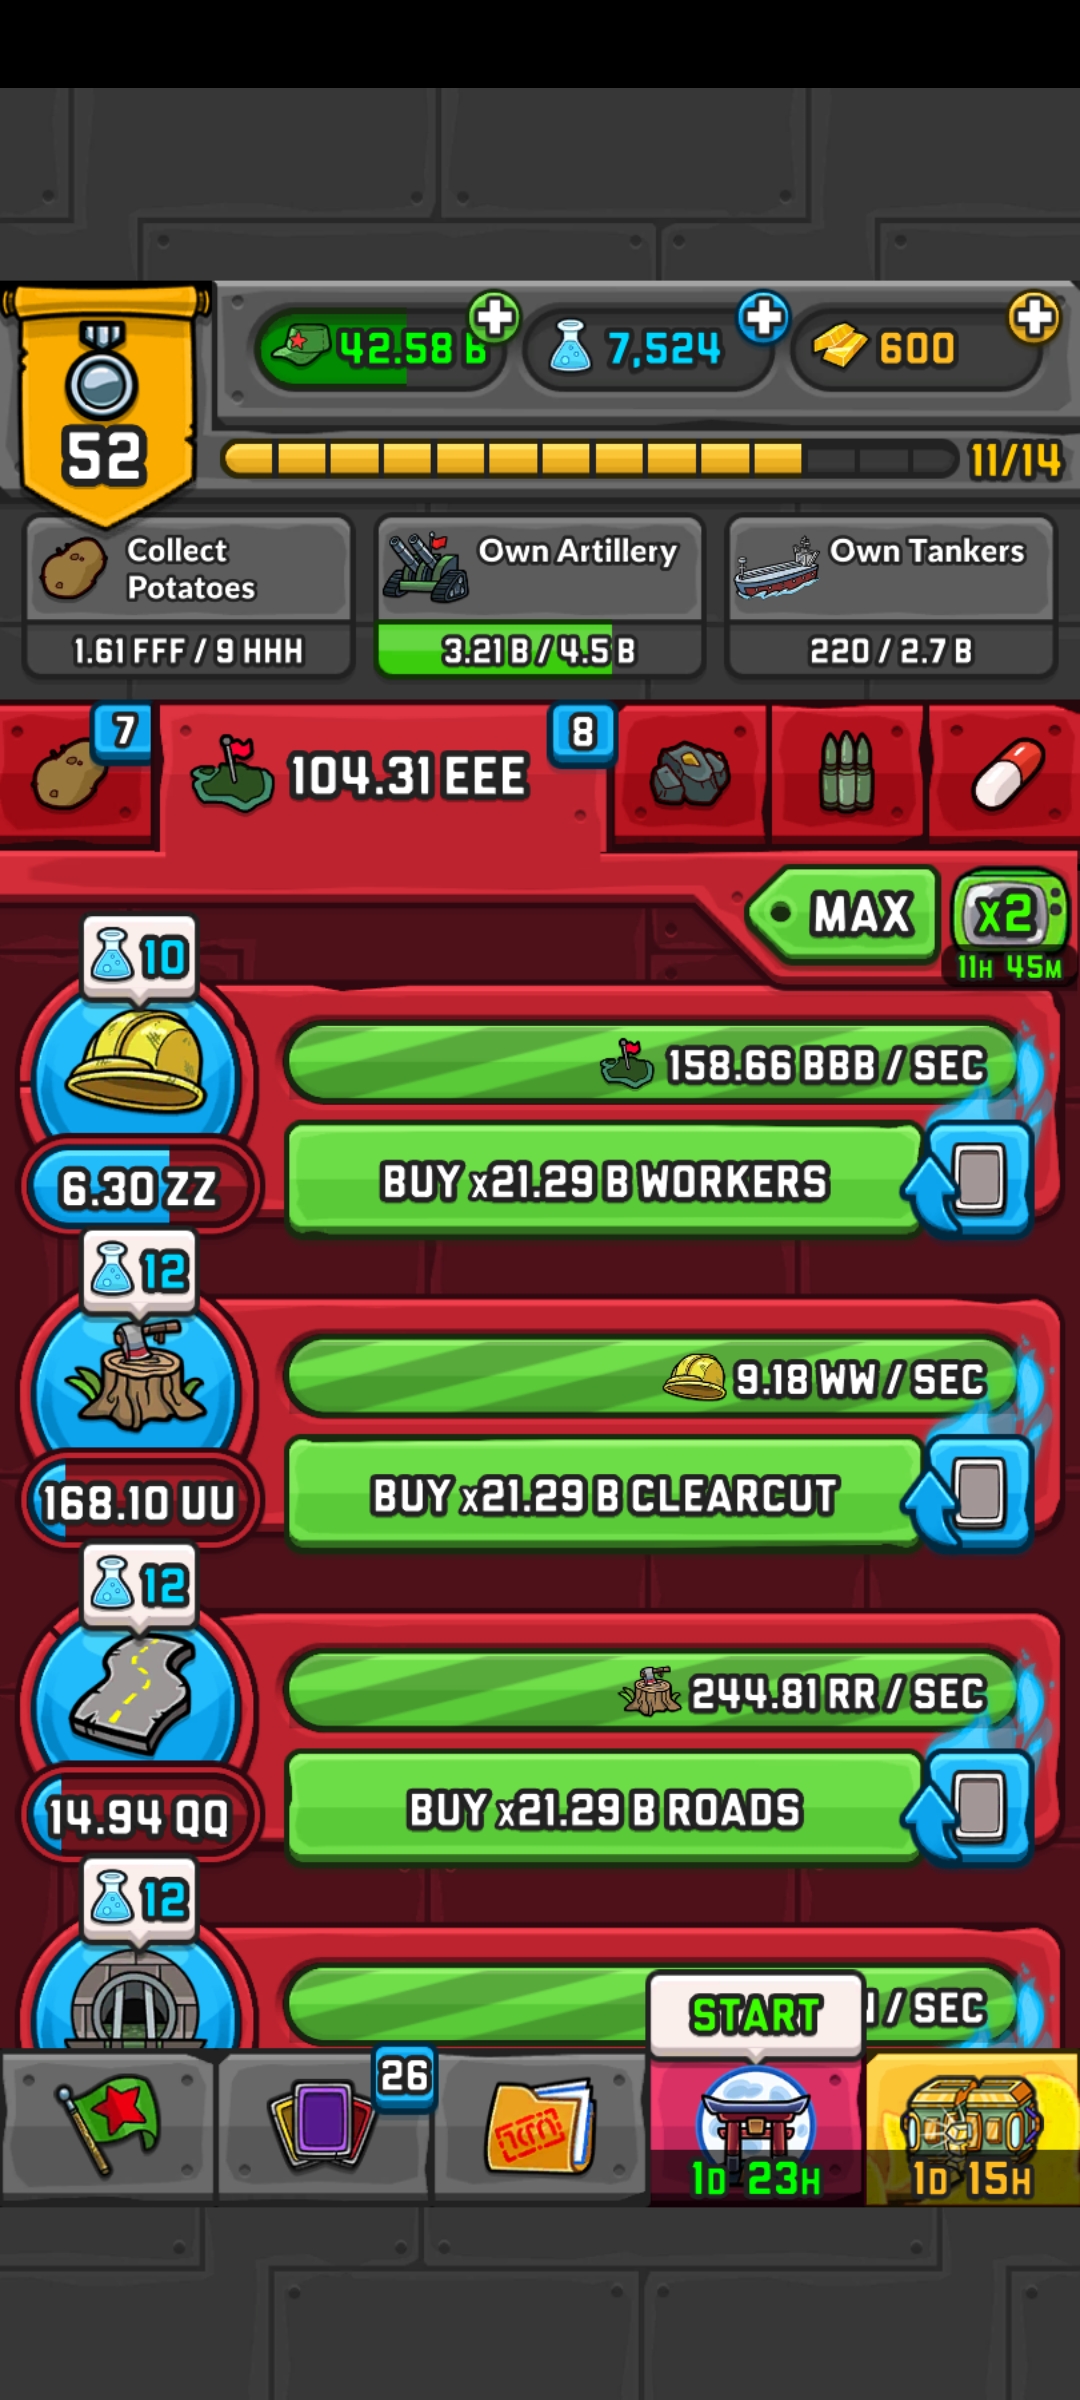 42.58 B
7,524
600
52
11/14
Collect
Potatoes
1.61 FFF / 9 HHH
Own Artillery
3.21 B / 4.5 B
Own Tankers
220 / 2.7 B
7
104.31 EEE
8
MAX
x2
11H 45M
10
158.66 BBB / SEC
BUY x21.29 B WORKERS
6.30 ZZ
12
9.18 WW / SEC
BUY x21.29 B CLEARCUT
168.10 UU
12
244.81 RR / SEC
BUY x21.29 B ROADS
14.94 QQ
12
/ SEC
START
26
1D 23H
1D 15H